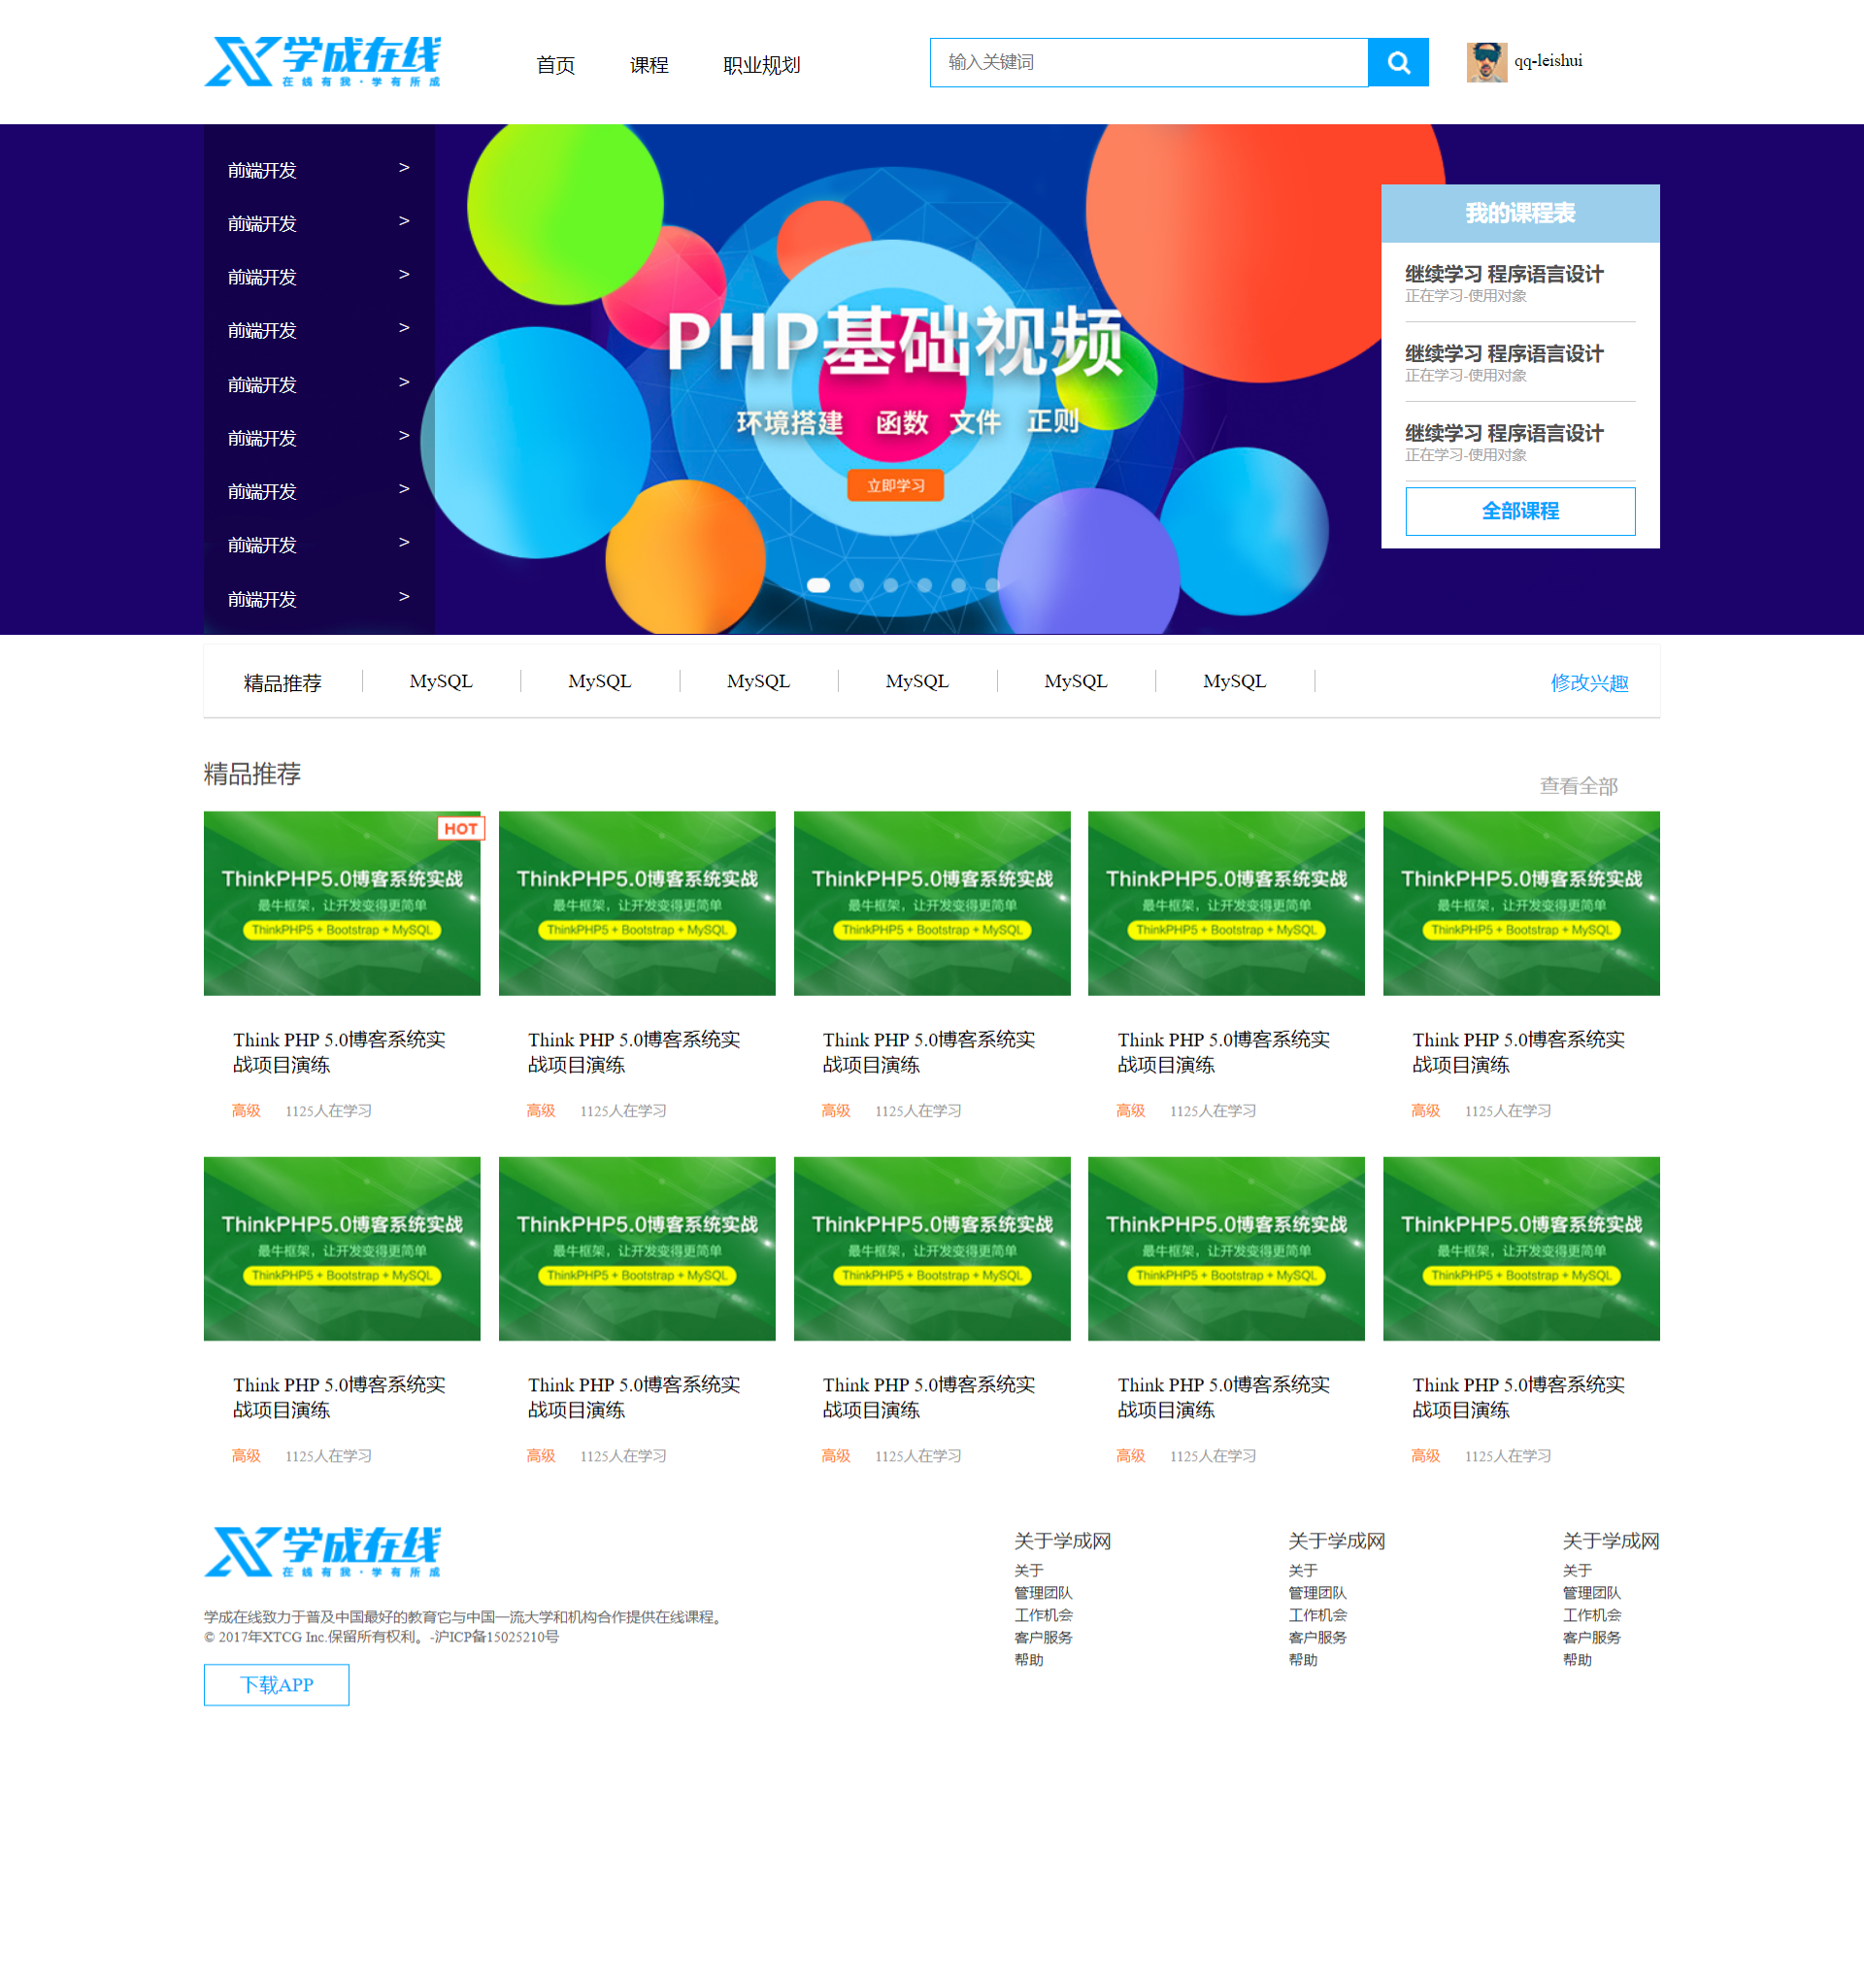 学成在线
在线有我·学有所成
首页 课程 职业规划
输入关键词
qq-leishui
前端开发 >
前端开发 >
前端开发 >
前端开发 >
前端开发 >
前端开发 >
前端开发 >
前端开发 >
前端开发 >
PHP基础视频
环境搭建 函数 文件 正则
立即学习
我的课程表
继续学习 程序语言设计
正在学习-使用对象
继续学习 程序语言设计
正在学习-使用对象
继续学习 程序语言设计
正在学习-使用对象
全部课程
精品推荐 MySQL MySQL MySQL MySQL MySQL MySQL 修改兴趣
精品推荐 查看全部
HOT
ThinkPHP5.0博客系统实战 ThinkPHP5.0博客系统实战 ThinkPHP5.0博客系统实战 ThinkPHP5.0博客系统实战 ThinkPHP5.0博客系统实战
最牛框架，让开发变得更简单 最牛框架，让开发变得更简单 最牛框架，让开发变得更简单 最牛框架，让开发变得更简单 最牛框架，让开发变得更简单
ThinkPHP5 + Bootstrap + MySQL ThinkPHP5 + Bootstrap + MySQL ThinkPHP5 + Bootstrap + MySQL ThinkPHP5 + Bootstrap + MySQL ThinkPHP5 + Bootstrap + MySQL
Think PHP 5.0博客系统实 Think PHP 5.0博客系统实 Think PHP 5.0博客系统实 Think PHP 5.0博客系统实 Think PHP 5.0博客系统实
战项目演练 战项目演练 战项目演练 战项目演练 战项目演练
高级 1125人在学习 高级 1125人在学习 高级 1125人在学习 高级 1125人在学习 高级 1125人在学习
ThinkPHP5.0博客系统实战 ThinkPHP5.0博客系统实战 ThinkPHP5.0博客系统实战 ThinkPHP5.0博客系统实战 ThinkPHP5.0博客系统实战
最牛框架，让开发变得更简单 最牛框架，让开发变得更简单 最牛框架，让开发变得更简单 最牛框架，让开发变得更简单 最牛框架，让开发变得更简单
ThinkPHP5 + Bootstrap + MySQL ThinkPHP5 + Bootstrap + MySQL ThinkPHP5 + Bootstrap + MySQL ThinkPHP5 + Bootstrap + MySQL ThinkPHP5 + Bootstrap + MySQL
Think PHP 5.0博客系统实 Think PHP 5.0博客系统实 Think PHP 5.0博客系统实 Think PHP 5.0博客系统实 Think PHP 5.0博客系统实
战项目演练 战项目演练 战项目演练 战项目演练 战项目演练
高级 1125人在学习 高级 1125人在学习 高级 1125人在学习 高级 1125人在学习 高级 1125人在学习
学成在线
在线有我·学有所成
学成在线致力于普及中国最好的教育它与中国一流大学和机构合作提供在线课程。
© 2017年XTCG Inc.保留所有权利。-沪ICP备15025210号
下载APP
关于学成网 关于学成网 关于学成网
关于 关于 关于
管理团队 管理团队 管理团队
工作机会 工作机会 工作机会
客户服务 客户服务 客户服务
帮助 帮助 帮助